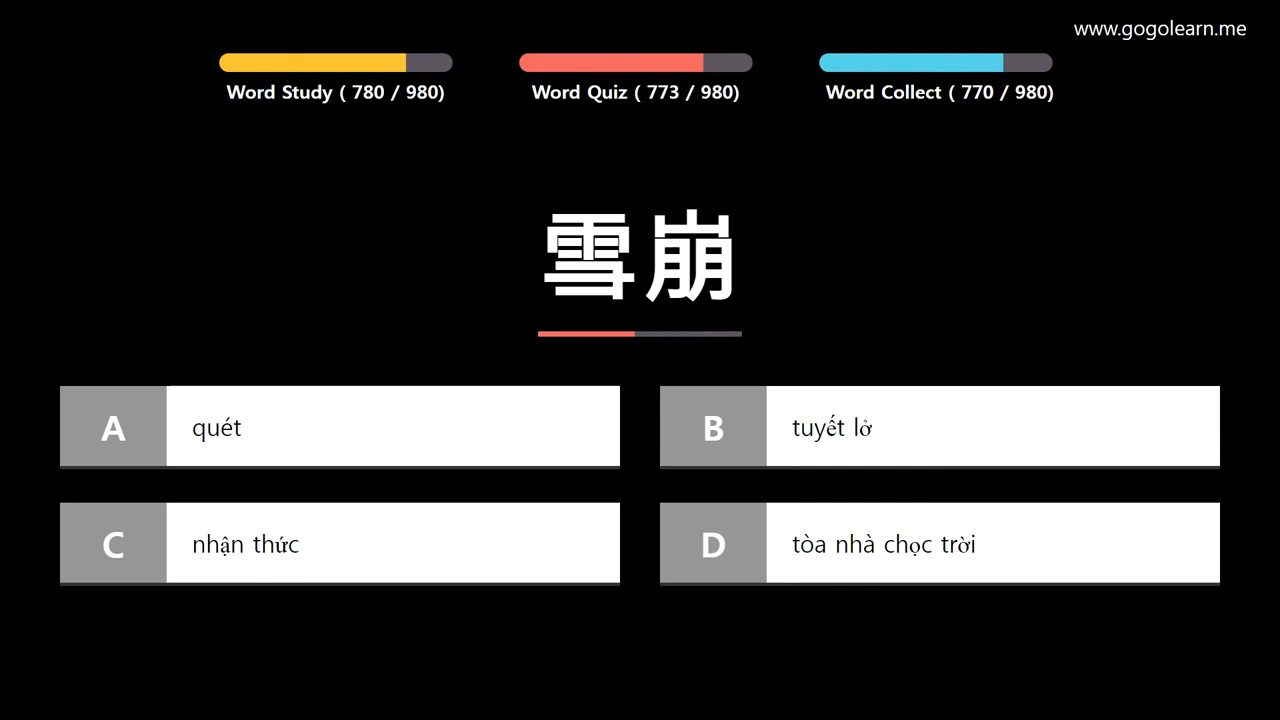 www.gogolearn.me
Word Study ( 780 / 980)
Word Quiz ( 773 / 980)
Word Collect ( 770 / 980)
雪崩
A quét
B tuyết lở
C nhận thức
D tòa nhà chọc trời